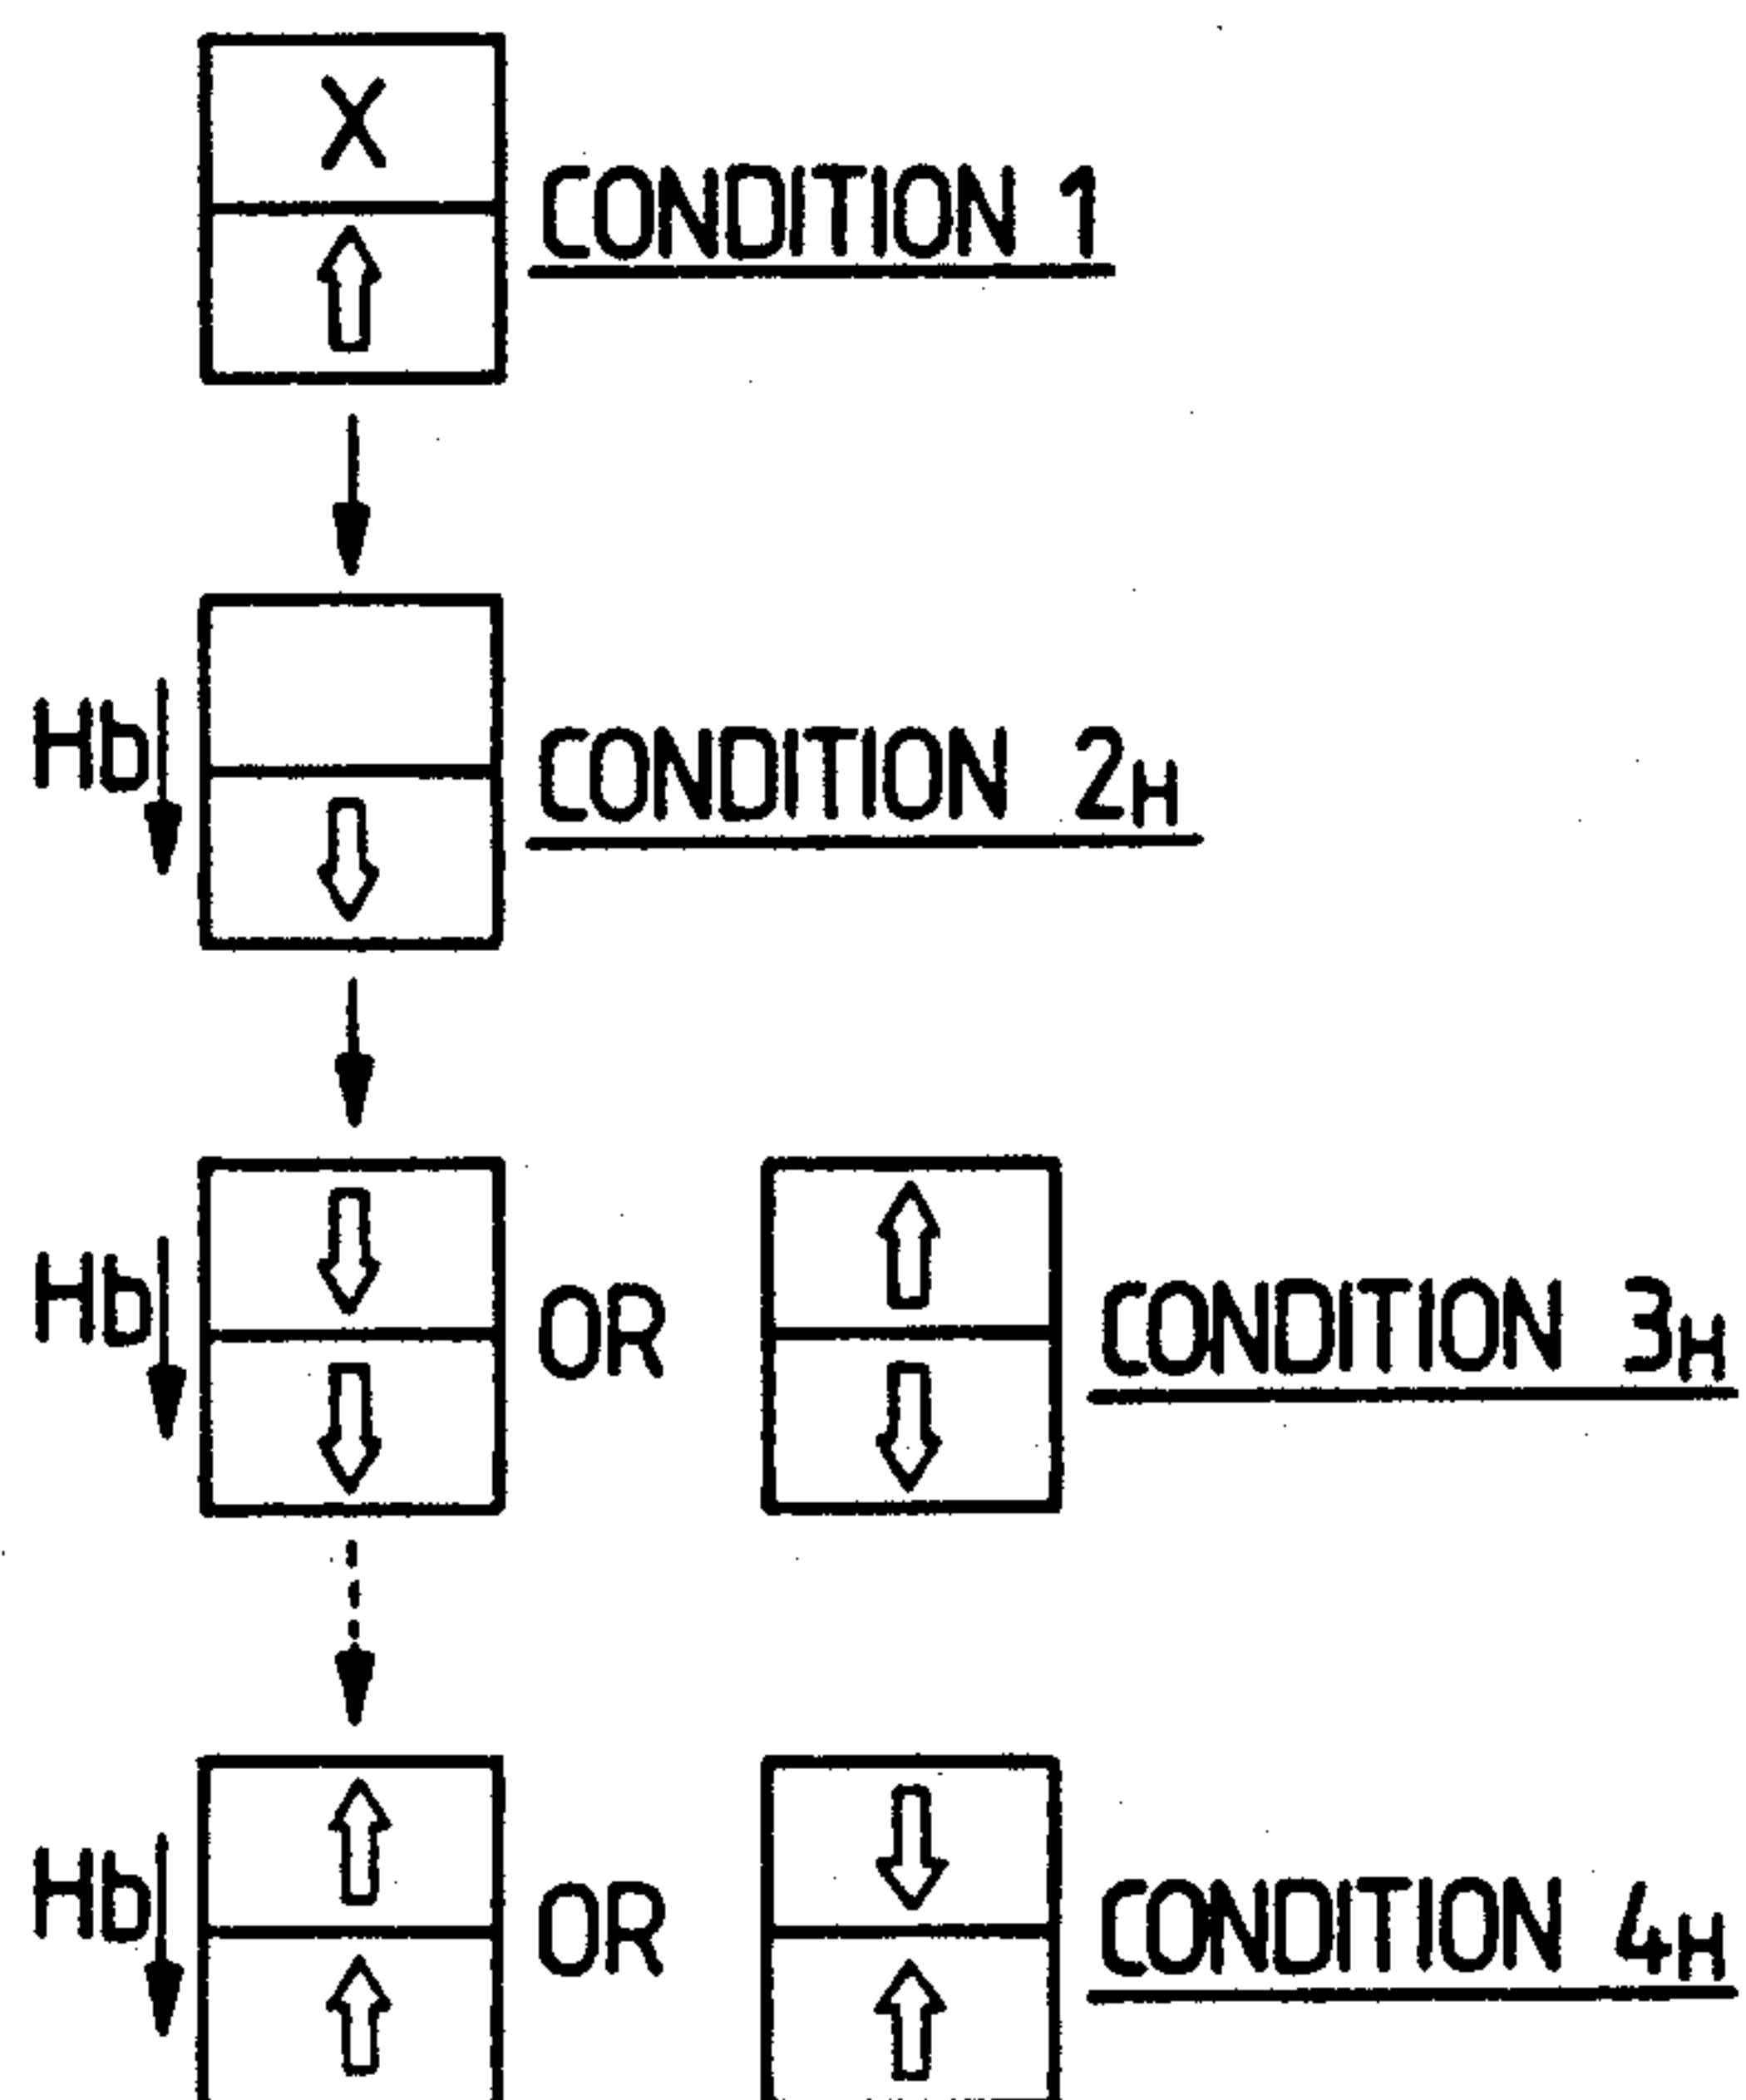 X
CONDITION 1
Hb
CONDITION 2H
Hb
OR
CONDITION 3H
Hb
OR
CONDITION 4H